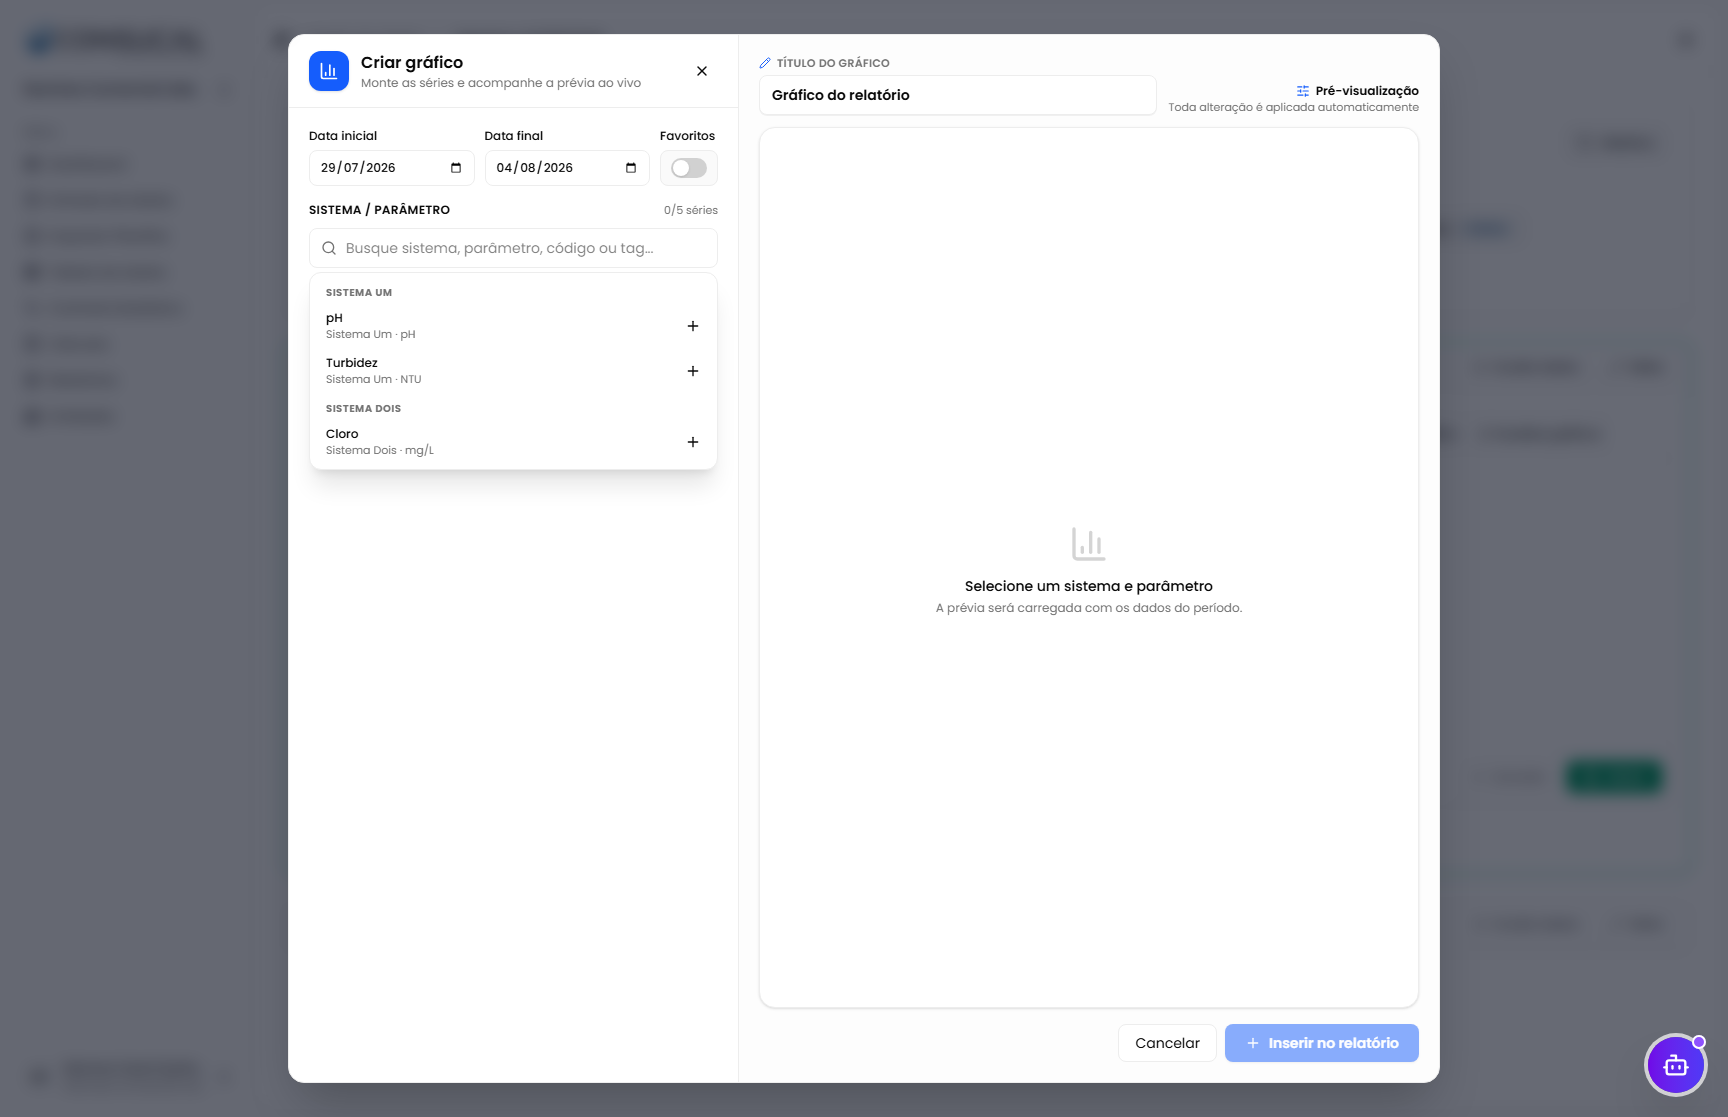 Criar gráfico
Monte as séries e acompanhe a prévia ao vivo
Data inicial
Data final
Favoritos
29/07/2026
04/08/2026
SISTEMA / PARÂMETRO
0/5 séries
Busque sistema, parâmetro, código ou tag...
SISTEMA UM
pH
Sistema Um · pH
Turbidez
Sistema Um · NTU
SISTEMA DOIS
Cloro
Sistema Dois · mg/L
TÍTULO DO GRÁFICO
Gráfico do relatório
Pré-visualização
Toda alteração é aplicada automaticamente
Selecione um sistema e parâmetro
A prévia será carregada com os dados do período.
Cancelar
Inserir no relatório